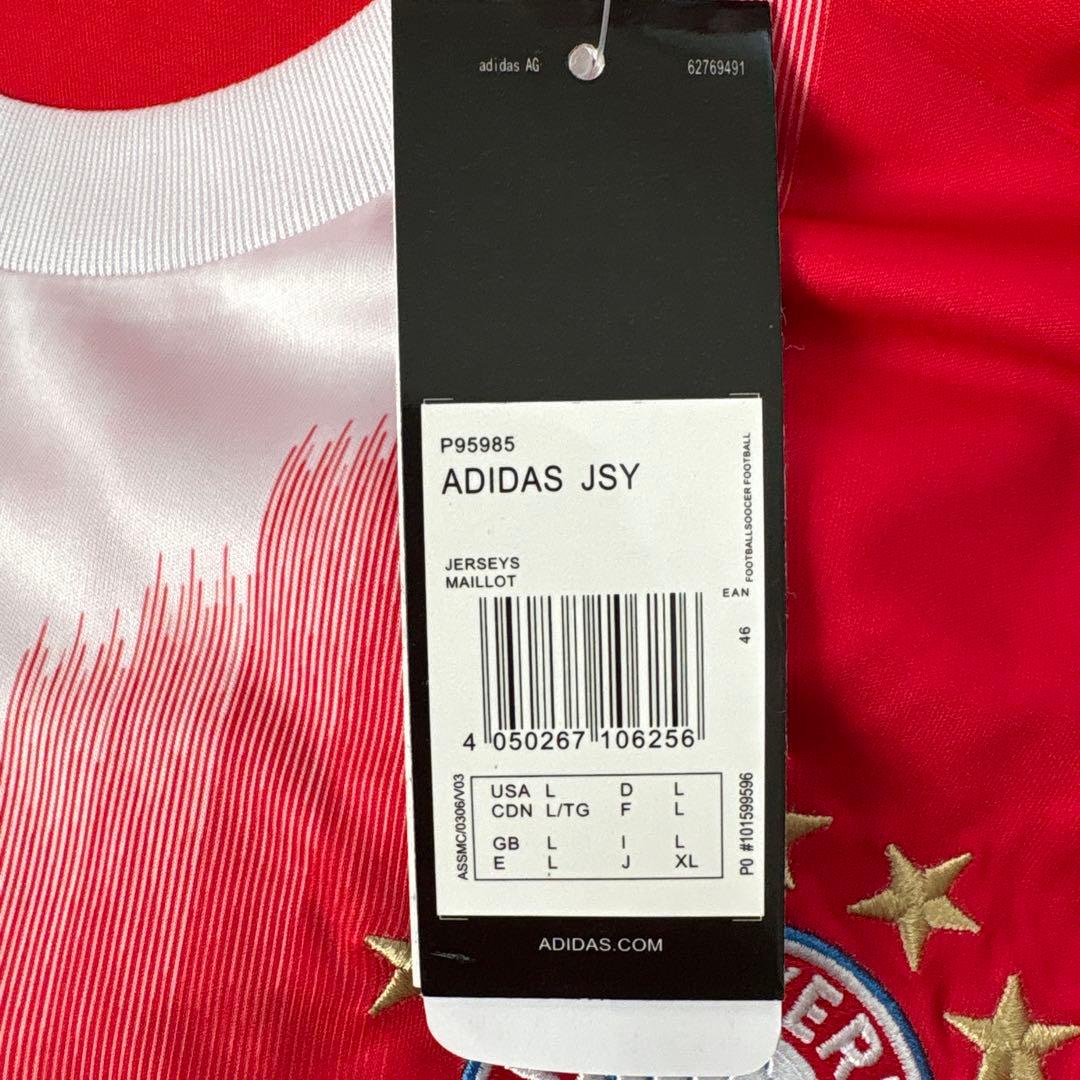 adidas AG
62769491
P95985
ADIDAS JSY
JERSEYS
MAILLOT
FOOTBALLSOOCER FOOTBALL
EAN
46
4 050267 106256
ASSMC/0306/V03
USA L D L
CDN L/TG F L
GB L I L
E L J XL
PO #101599596
ADIDAS.COM